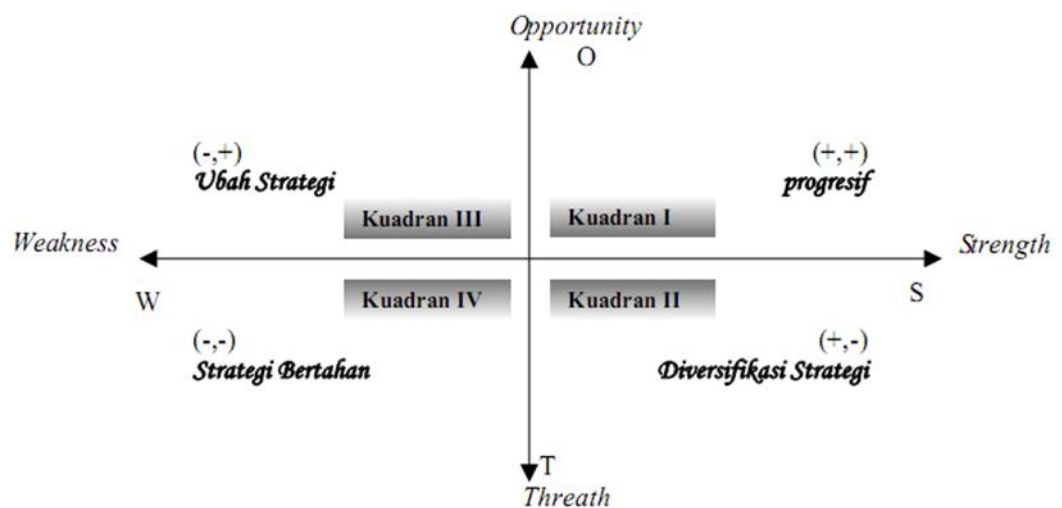 Opportunity
O
(-,+)
Ubah Strategi
(+,+)
progresif
Kuadran III
Kuadran I
Weakness
Strength
W
S
Kuadran IV
Kuadran II
(-,-)
Strategi Bertahan
(+,-)
Diversifikasi Strategi
T
Threath